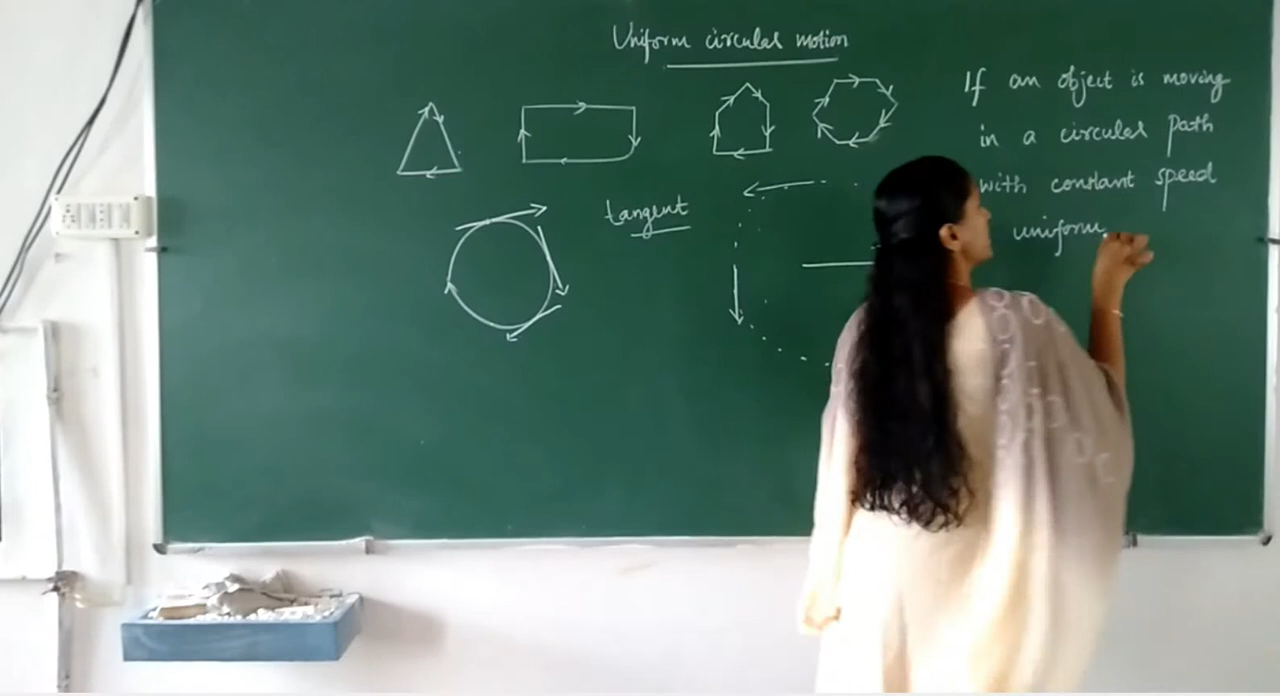 Uniform circular motion
tangent
If an object is moving
in a circular path
with constant speed
uniform